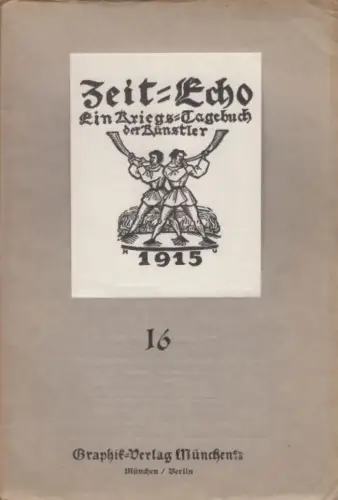 Zeit=Echo
Ein Kriegs=Tagebuch
der Künstler
1915
16
Graphik=Verlag München
München / Berlin